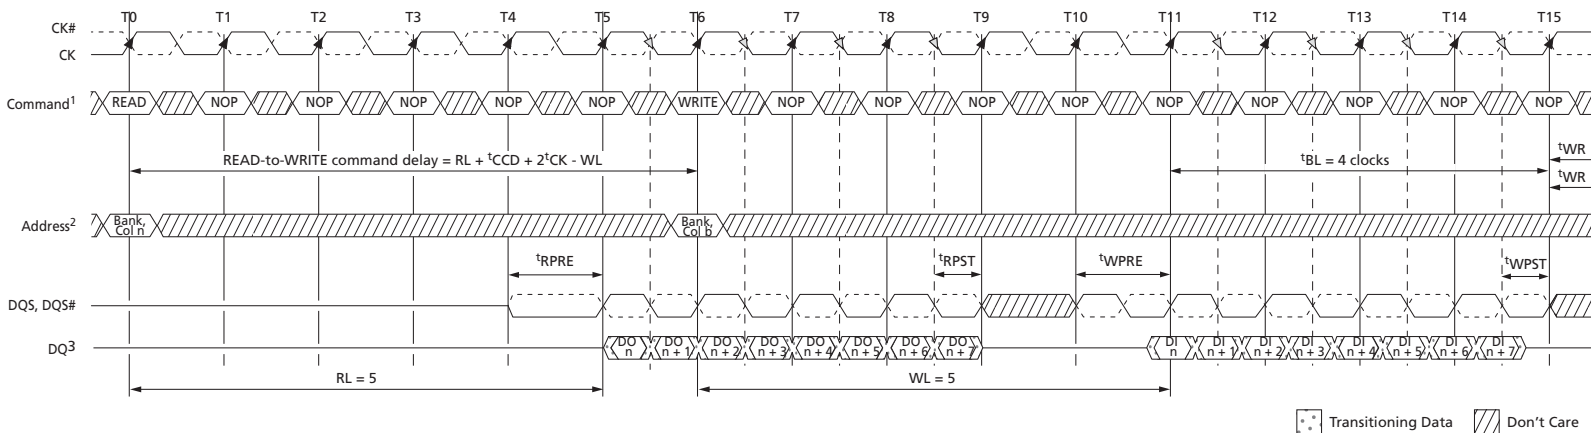 T0 T1 T2 T3 T4 T5 T6 T7 T8 T9 T10 T11 T12 T13 T14 T15
CK#
CK
Command1 READ NOP NOP NOP NOP NOP WRITE NOP NOP NOP NOP NOP NOP NOP NOP NOP
READ-to-WRITE command delay = RL + tCCD + 2tCK - WL tBL = 4 clocks tWR
tWR
Address2 Bank, Col n Bank, Col b
tRPRE tRPST tWPRE tWPST
DQS, DQS#
DQ3 DO n DO n + 1 DO n + 2 DO n + 3 DO n + 4 DO n + 5 DO n + 6 DO n + 7 DI n DI n + 1 DI n + 2 DI n + 3 DI n + 4 DI n + 5 DI n + 6 DI n + 7
RL = 5 WL = 5
Transitioning Data Don't Care